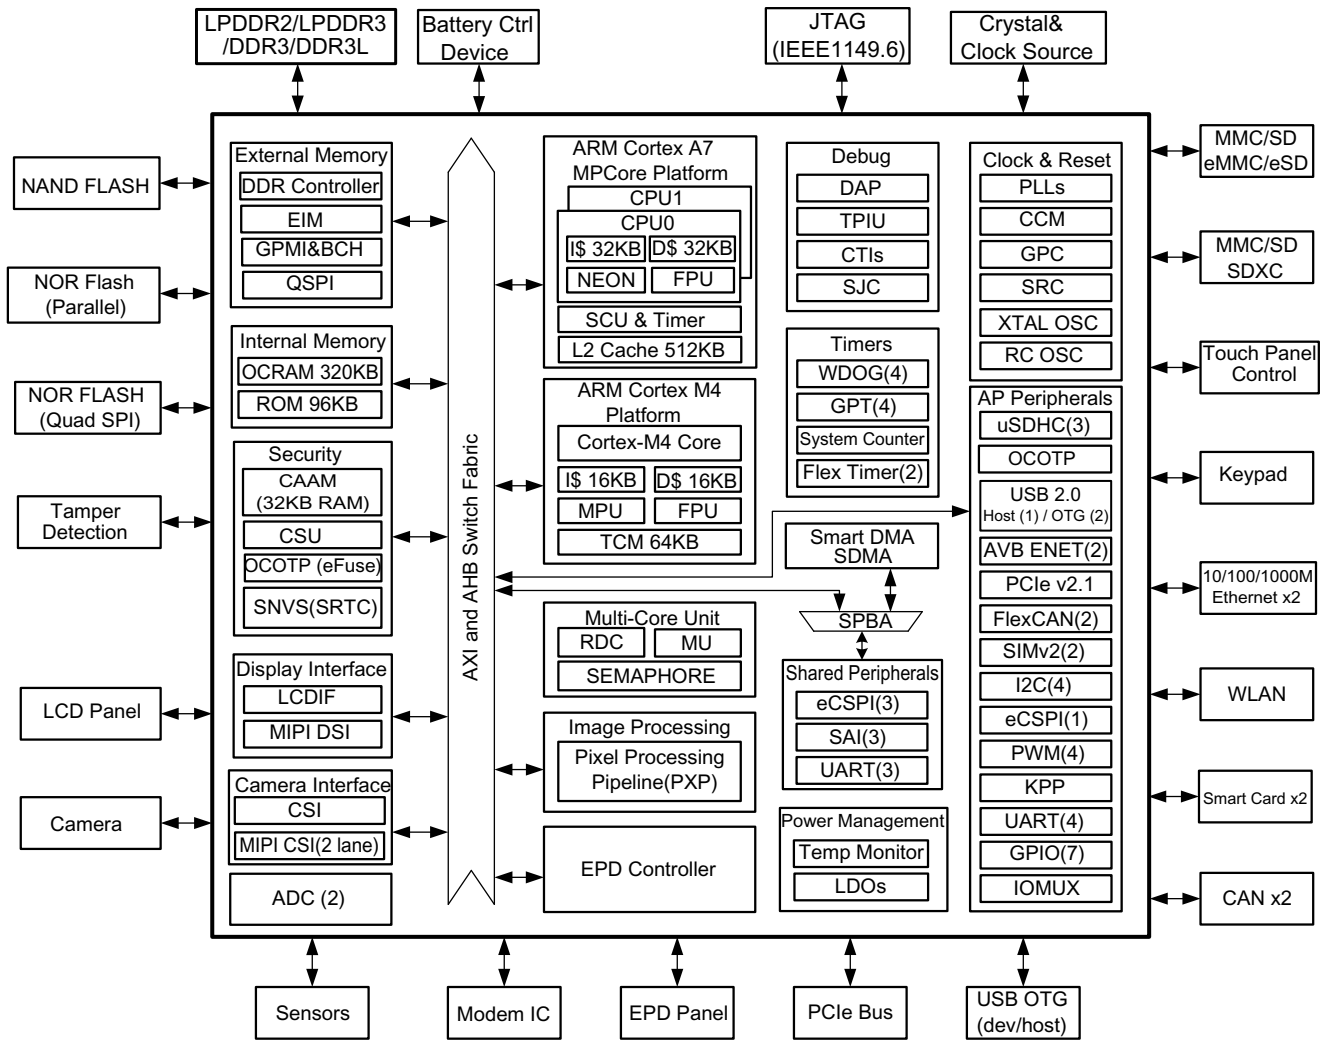 LPDDR2/LPDDR3
/DDR3/DDR3L
Battery Ctrl
Device
JTAG
(IEEE1149.6)
Crystal&
Clock Source
NAND FLASH
NOR Flash
(Parallel)
NOR FLASH
(Quad SPI)
Tamper
Detection
LCD Panel
Camera
External Memory
DDR Controller
EIM
GPMI&BCH
QSPI
Internal Memory
OCRAM 320KB
ROM 96KB
Security
CAAM
(32KB RAM)
CSU
OCOTP (eFuse)
SNVS(SRTC)
Display Interface
LCDIF
MIPI DSI
Camera Interface
CSI
MIPI CSI(2 lane)
ADC (2)
AXI and AHB Switch Fabric
ARM Cortex A7
MPCore Platform
CPU1
CPU0
I$ 32KB
D$ 32KB
NEON
FPU
SCU & Timer
L2 Cache 512KB
ARM Cortex M4
Platform
Cortex-M4 Core
I$ 16KB
D$ 16KB
MPU
FPU
TCM 64KB
Multi-Core Unit
RDC
MU
SEMAPHORE
Image Processing
Pixel Processing
Pipeline(PXP)
EPD Controller
Debug
DAP
TPIU
CTIs
SJC
Timers
WDOG(4)
GPT(4)
System Counter
Flex Timer(2)
Smart DMA
SDMA
SPBA
Shared Peripherals
eCSPI(3)
SAI(3)
UART(3)
Power Management
Temp Monitor
LDOs
Clock & Reset
PLLs
CCM
GPC
SRC
XTAL OSC
RC OSC
AP Peripherals
uSDHC(3)
OCOTP
USB 2.0
Host (1) / OTG (2)
AVB ENET(2)
PCIe v2.1
FlexCAN(2)
SIMv2(2)
I2C(4)
eCSPI(1)
PWM(4)
KPP
UART(4)
GPIO(7)
IOMUX
MMC/SD
eMMC/eSD
MMC/SD
SDXC
Touch Panel
Control
Keypad
10/100/1000M
Ethernet x2
WLAN
Smart Card x2
CAN x2
Sensors
Modem IC
EPD Panel
PCIe Bus
USB OTG
(dev/host)